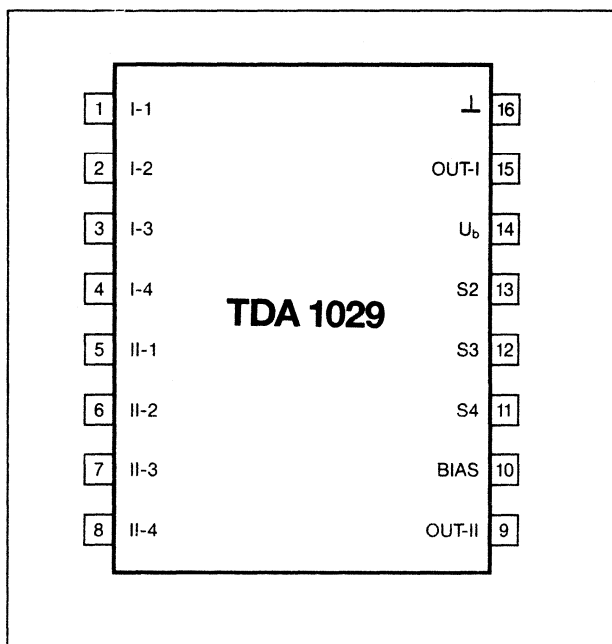 1 I-1 ⊥ 16
2 I-2 OUT-I 15
3 I-3 U_b 14
4 I-4 S2 13
TDA 1029
5 II-1 S3 12
6 II-2 S4 11
7 II-3 BIAS 10
8 II-4 OUT-II 9